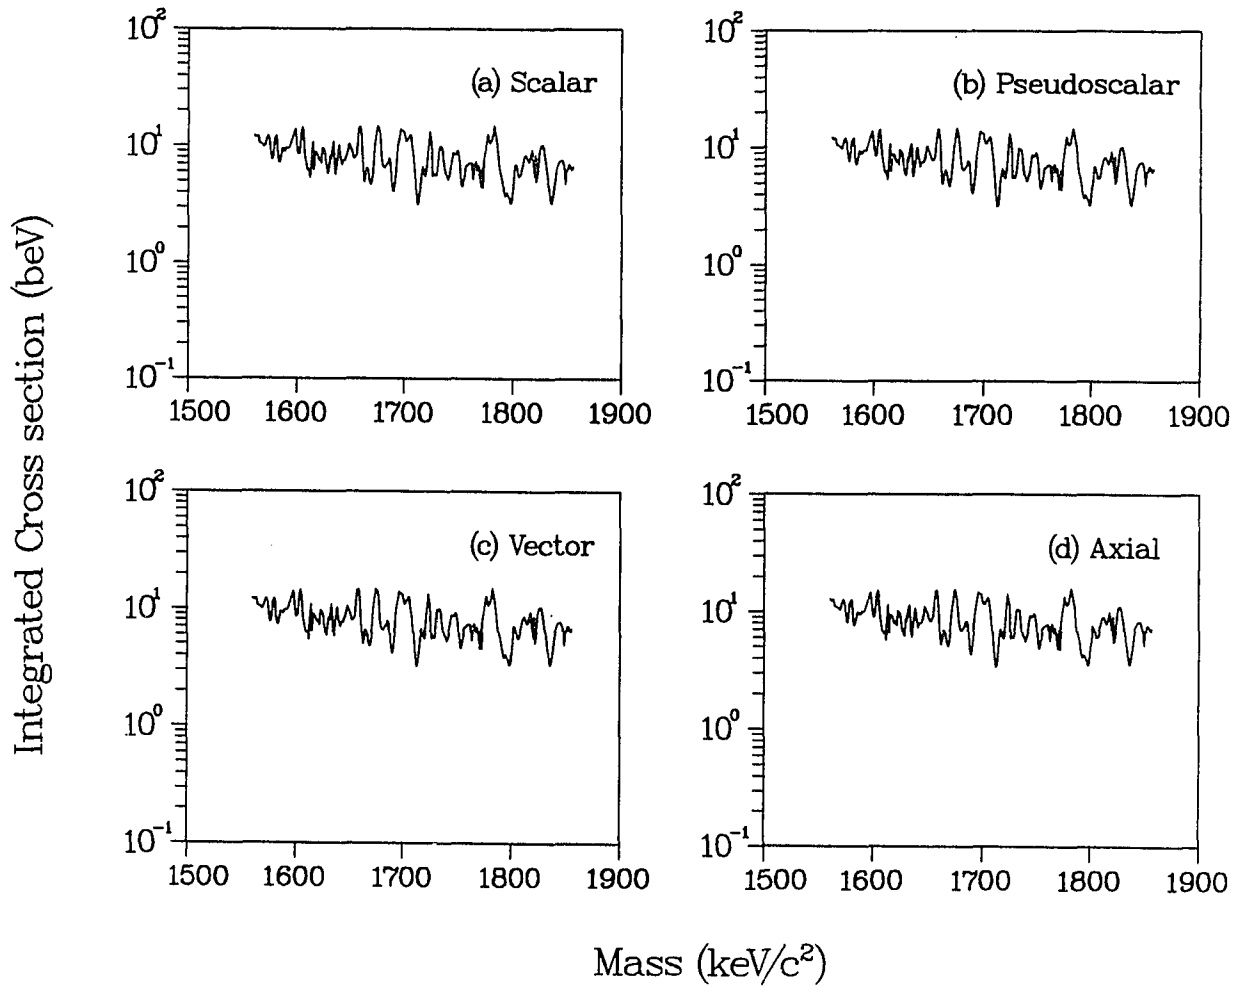 Integrated Cross section (beV)
10²
10¹
10⁰
10⁻¹
(a) Scalar
1500 1600 1700 1800 1900
10²
10¹
10⁰
10⁻¹
(b) Pseudoscalar
1500 1600 1700 1800 1900
10²
10¹
10⁰
10⁻¹
(c) Vector
1500 1600 1700 1800 1900
10²
10¹
10⁰
10⁻¹
(d) Axial
1500 1600 1700 1800 1900
Mass (keV/c²)